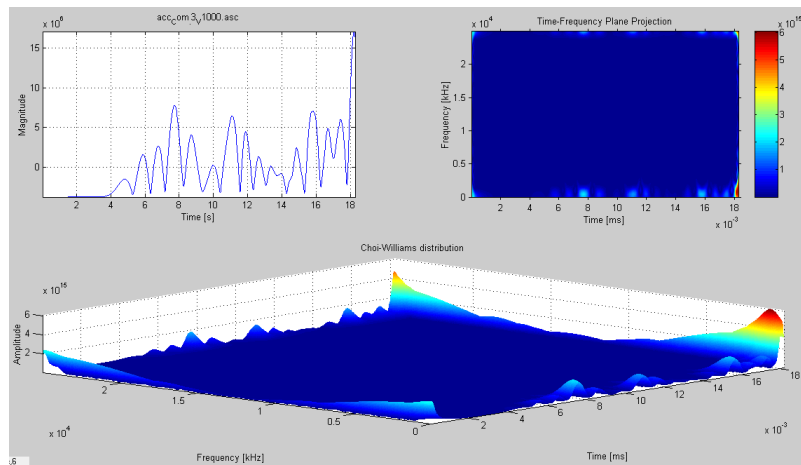 acc_com_3_v1000.asc
x 10^6
15
10
5
0
Magnitude
4 6 8 10 12 14 16 18
Time [s]
Time-Frequency Plane Projection
x 10^4
2
1.5
1
0.5
0
Frequency [kHz]
2 4 6 8 10 12 14 16 18
Time [ms]
x 10^-3
x 10^15
6
5
4
3
2
1
Choi-Williams distribution
x 10^15
6
4
2
Amplitude
2
1.5
1
0.5
0
x 10^4
Frequency [kHz]
2
4
6
8
10
12
14
16
18
x 10^-3
Time [ms]
:.6